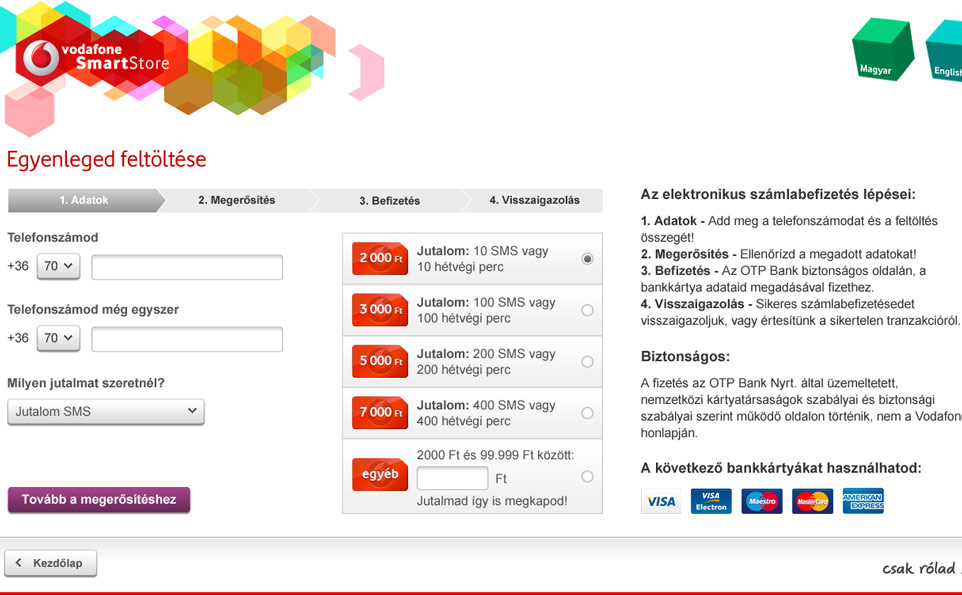 vodafone
SmartStore
Magyar
English
Egyenleged feltöltése
1. Adatok
2. Megerősítés
3. Befizetés
4. Visszaigazolás
Telefonszámod
+36 70
Telefonszámod még egyszer
+36 70
Milyen jutalmat szeretnél?
Jutalom SMS
Tovább a megerősítéshez
2 000 Ft
Jutalom: 10 SMS vagy
10 hétvégi perc
3 000 Ft
Jutalom: 100 SMS vagy
100 hétvégi perc
5 000 Ft
Jutalom: 200 SMS vagy
200 hétvégi perc
7 000 Ft
Jutalom: 400 SMS vagy
400 hétvégi perc
egyéb
2000 Ft és 99.999 Ft között:
Ft
Jutalmad így is megkapod!
Az elektronikus számlabefizetés lépései:
1. Adatok - Add meg a telefonszámodat és a feltöltés
összegét!
2. Megerősítés - Ellenőrízd a megadott adatokat!
3. Befizetés - Az OTP Bank biztonságos oldalán, a
bankkártya adataid megadásával fizethez.
4. Visszaigazolás - Sikeres számlabefizetésedet
visszaigazoljuk, vagy értesítünk a sikertelen tranzakcióról.
Biztonságos:
A fizetés az OTP Bank Nyrt. által üzemeltetett,
nemzetközi kártyatársaságok szabályai és biztonsági
szabályai szerint működő oldalon történik, nem a Vodafone
honlapján.
A következő bankkártyákat használhatod:
VISA
VISA
Electron
Maestro
MasterCard
AMERICAN
EXPRESS
Kezdőlap
csak rólad